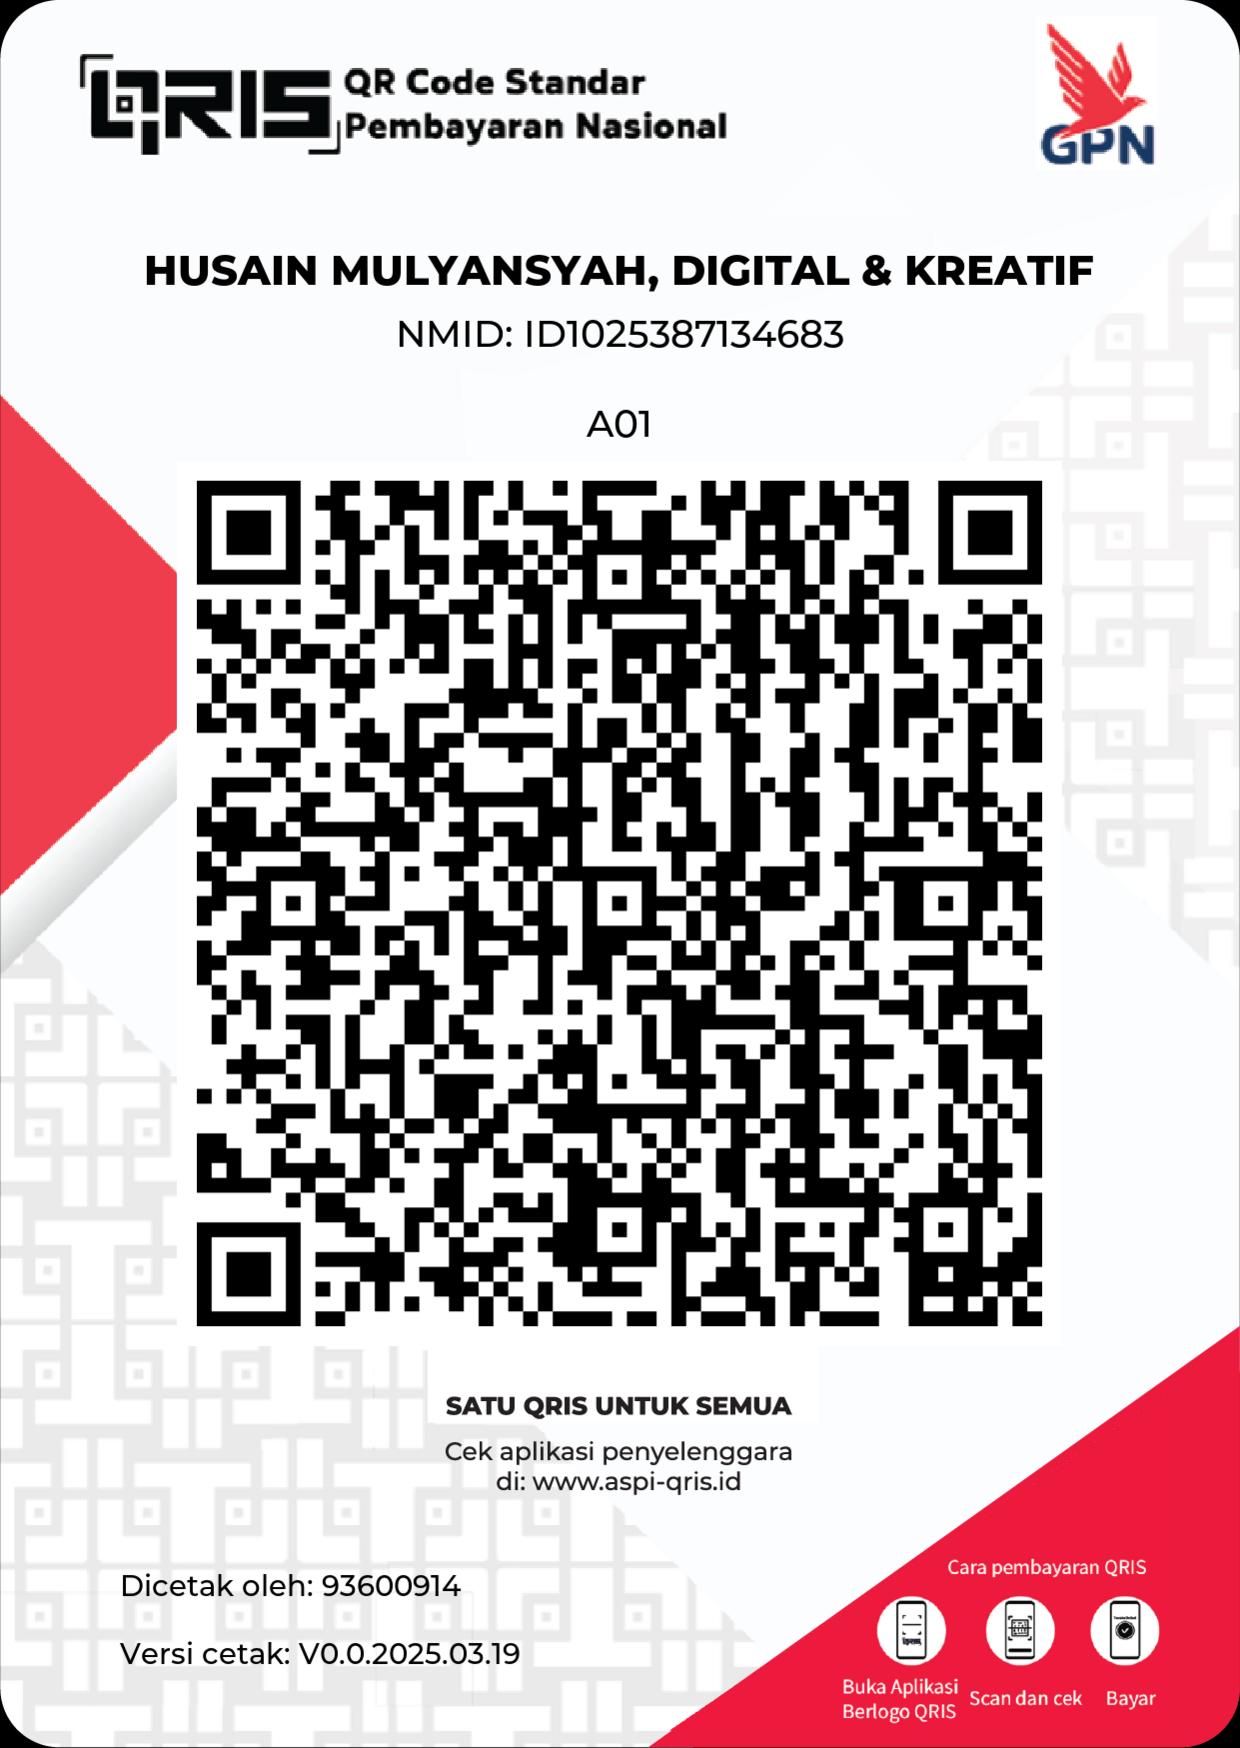 QRIS QR Code Standar
Pembayaran Nasional
GPN
HUSAIN MULYANSYAH, DIGITAL & KREATIF
NMID: ID1025387134683
A01
SATU QRIS UNTUK SEMUA
Cek aplikasi penyelenggara
di: www.aspi-qris.id
Dicetak oleh: 93600914
Versi cetak: V0.0.2025.03.19
Cara pembayaran QRIS
Buka Aplikasi
Berlogo QRIS
Scan dan cek
Bayar